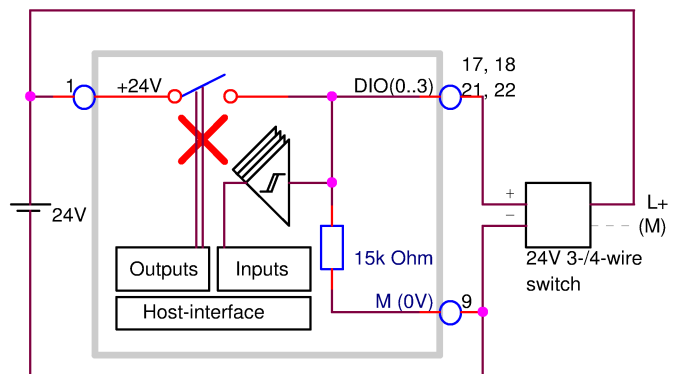 17, 18
1
+24V
DIO(0..3)
21, 22
+
L+
24V
−
(M)
24V 3-/4-wire
switch
Outputs
Inputs
15k Ohm
M (0V)
9
Host-interface